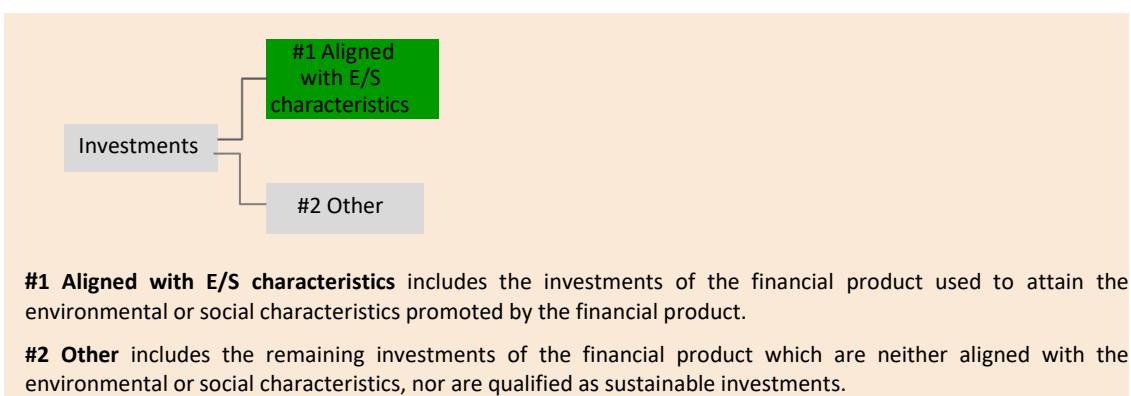 #1 Aligned
with E/S
characteristics
Investments
#2 Other
#1 Aligned with E/S characteristics includes the investments of the financial product used to attain the
environmental or social characteristics promoted by the financial product.
#2 Other includes the remaining investments of the financial product which are neither aligned with the
environmental or social characteristics, nor are qualified as sustainable investments.